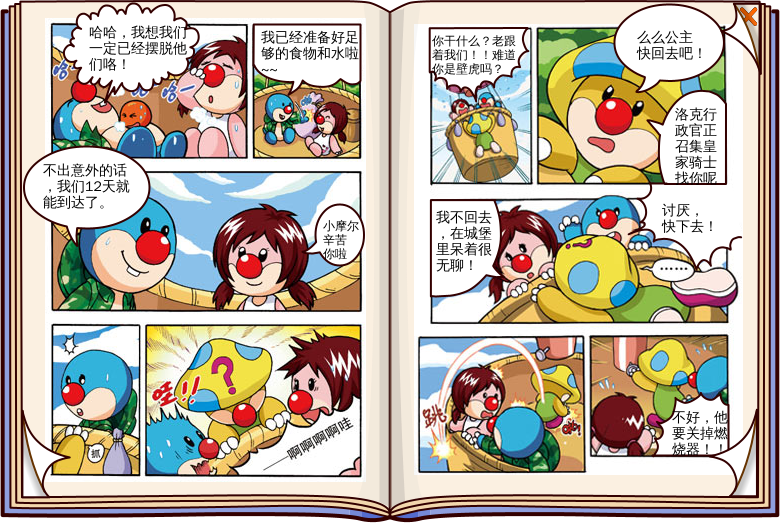 哈哈，我想我们
一定已经摆脱他
们咯！
咯
咯一
我已经准备好足
够的食物和水啦
~~
不出意外的话
，我们12天就
能到达了。
小摩尔
辛苦
你啦
抓
哇!!
?
——啊啊啊啊哇
你干什么？老跟
着我们！！难道
你是壁虎吗？
么么公主
快回去吧！
洛克行
政官正
召集皇
家骑士
找你呢
我不回去
，在城堡
里呆着很
无聊！
讨厌，
快下去！
……
跳
不好，他
要关掉燃
烧器！！